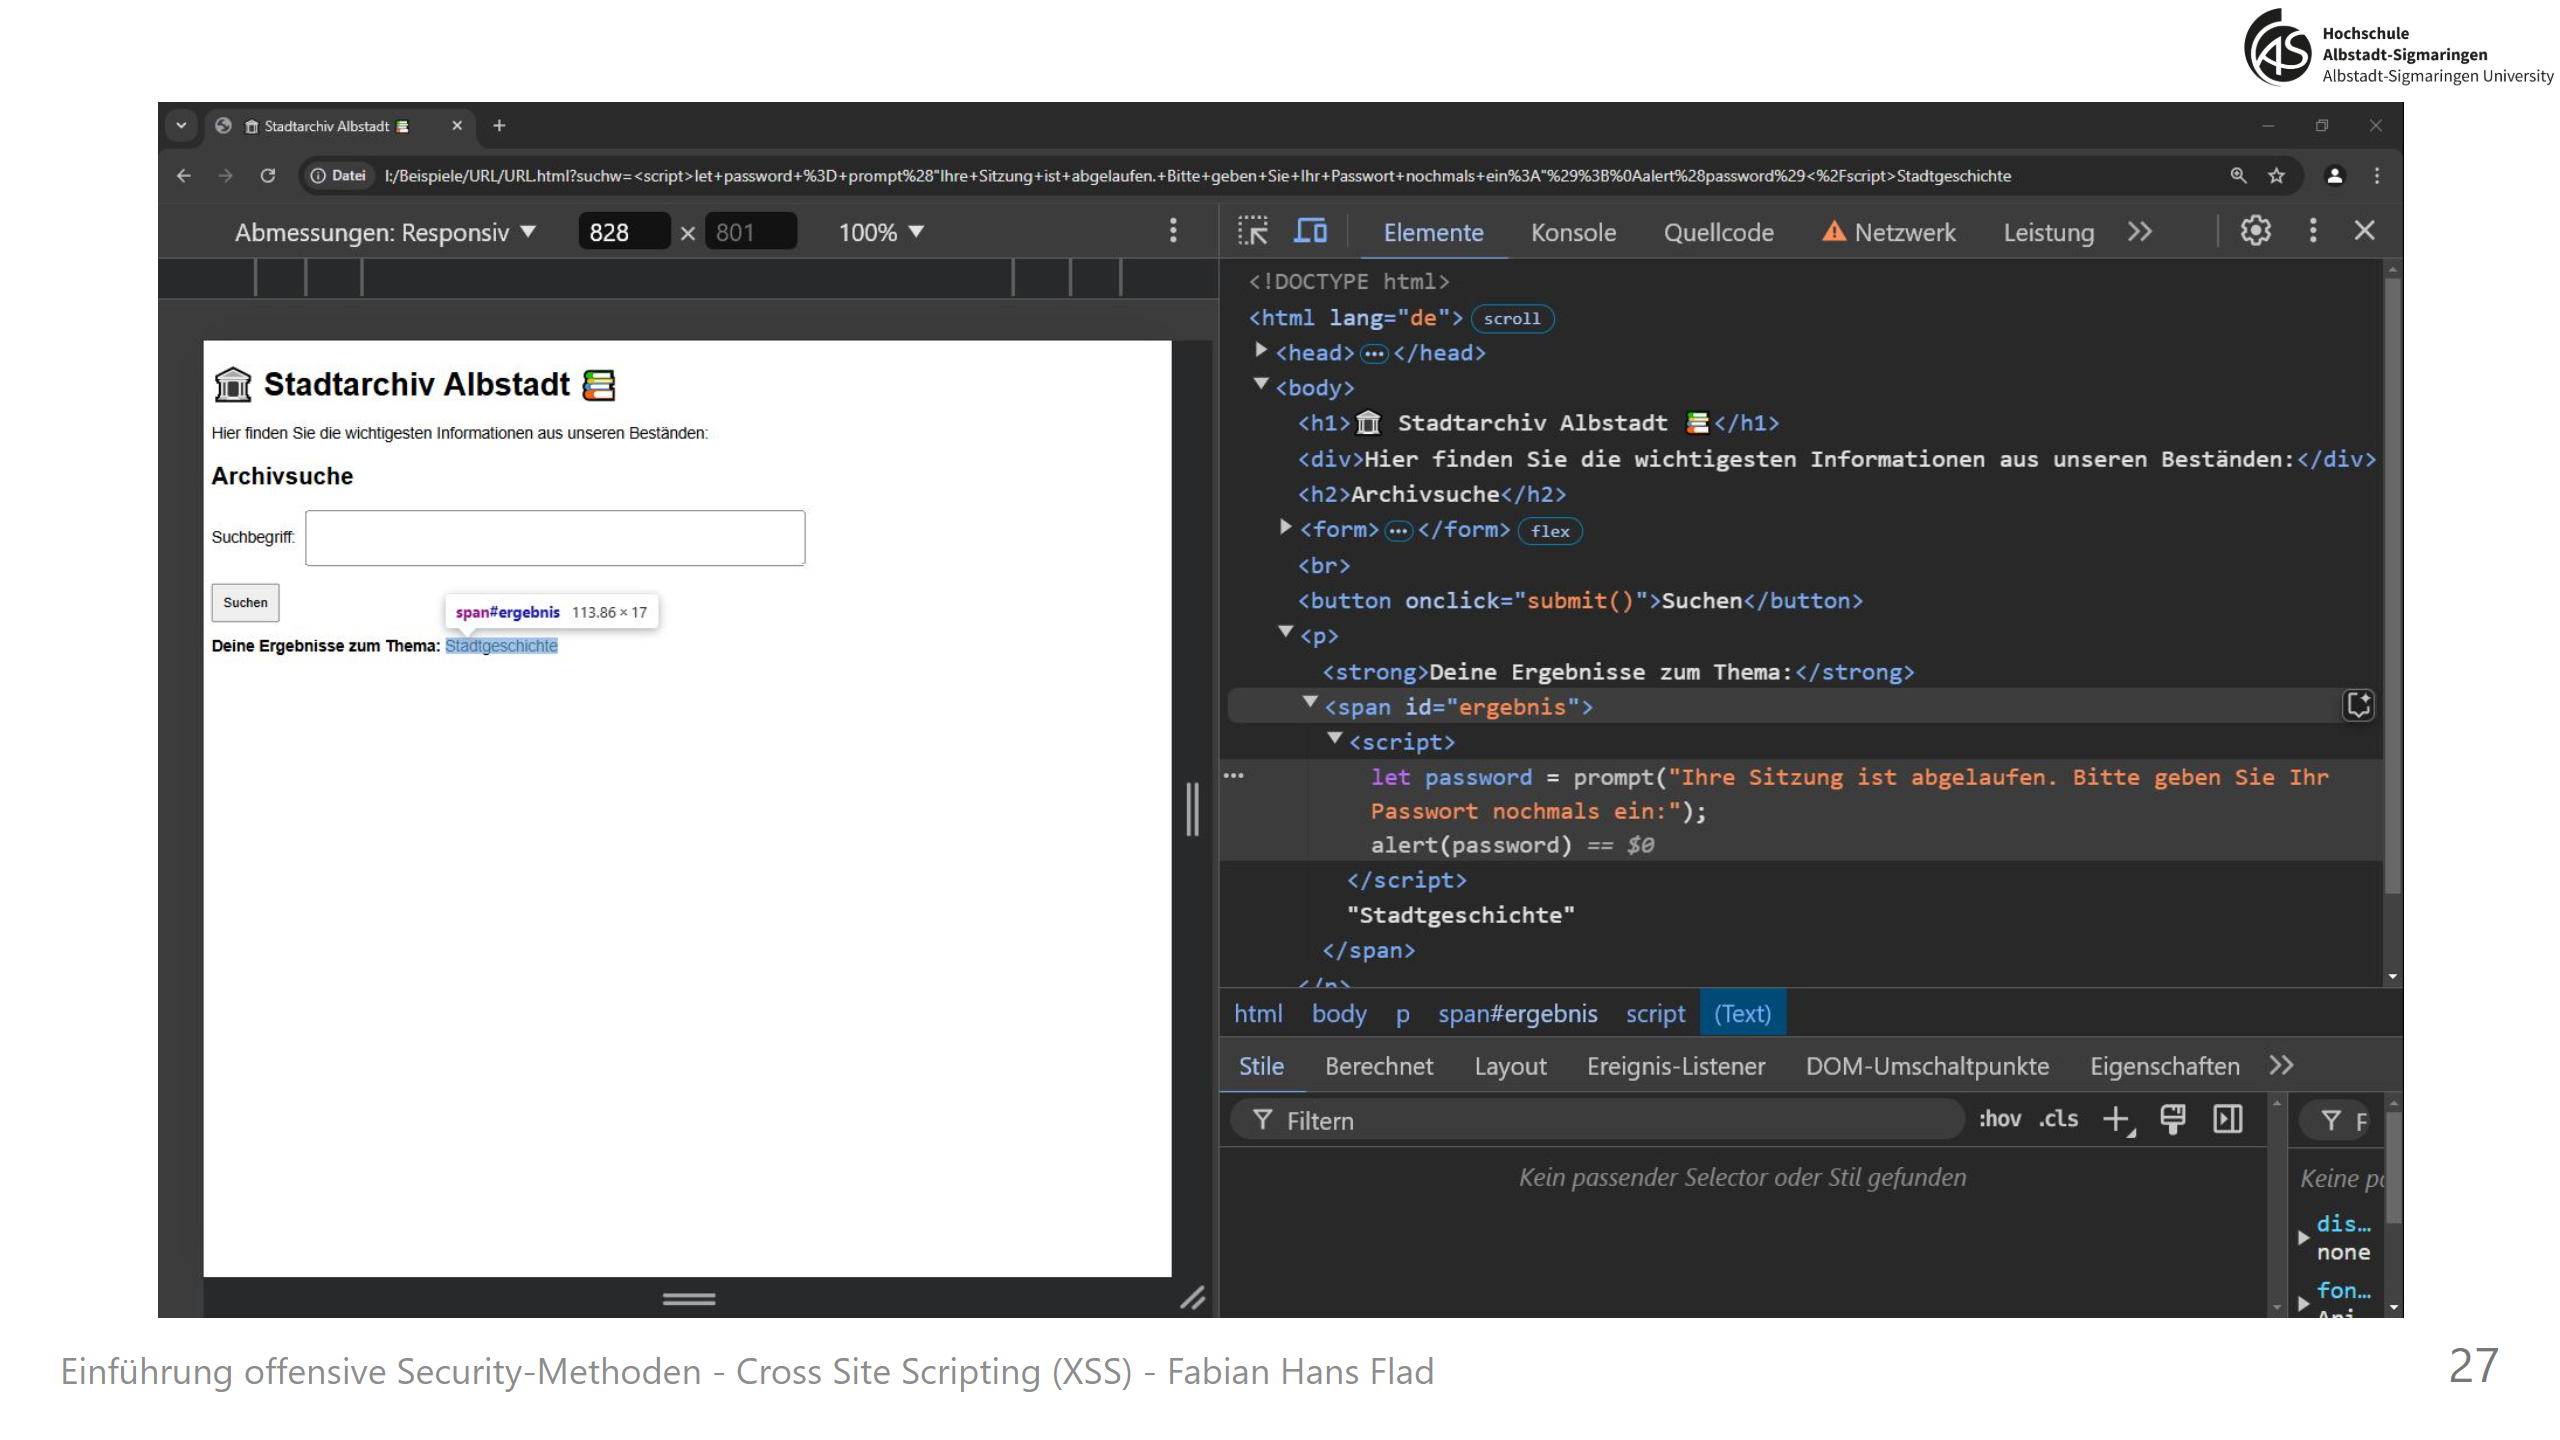 Hochschule
Albstadt-Sigmaringen
Albstadt-Sigmaringen University
🏛 Stadtarchiv Albstadt 📚
Datei I:/Beispiele/URL/URL.html?suchw=<script>let+password+%3D+prompt%28"Ihre+Sitzung+ist+abgelaufen.+Bitte+geben+Sie+Ihr+Passwort+nochmals+ein%3A"%29%3B%0Aalert%28password%29<%2Fscript>Stadtgeschichte
Abmessungen: Responsiv 828 × 801 100%
🏛 Stadtarchiv Albstadt 📚
Hier finden Sie die wichtigesten Informationen aus unseren Beständen:
Archivsuche
Suchbegriff:
Suchen
span#ergebnis 113.86 × 17
Deine Ergebnisse zum Thema: Stadtgeschichte
Elemente Konsole Quellcode Netzwerk Leistung
<!DOCTYPE html>
<html lang="de"> scroll
<head> ••• </head>
<body>
<h1>🏛 Stadtarchiv Albstadt 📚</h1>
<div>Hier finden Sie die wichtigesten Informationen aus unseren Beständen:</div>
<h2>Archivsuche</h2>
<form> ••• </form> flex
<br>
<button onclick="submit()">Suchen</button>
<p>
<strong>Deine Ergebnisse zum Thema:</strong>
<span id="ergebnis">
<script>
let password = prompt("Ihre Sitzung ist abgelaufen. Bitte geben Sie Ihr
Passwort nochmals ein:");
alert(password) == $0
</script>
"Stadtgeschichte"
</span>
</p>
html body p span#ergebnis script (Text)
Stile Berechnet Layout Ereignis-Listener DOM-Umschaltpunkte Eigenschaften
Filtern :hov .cls
Kein passender Selector oder Stil gefunden
F
Keine
dis…
none
fon…
Einführung offensive Security-Methoden - Cross Site Scripting (XSS) - Fabian Hans Flad
27